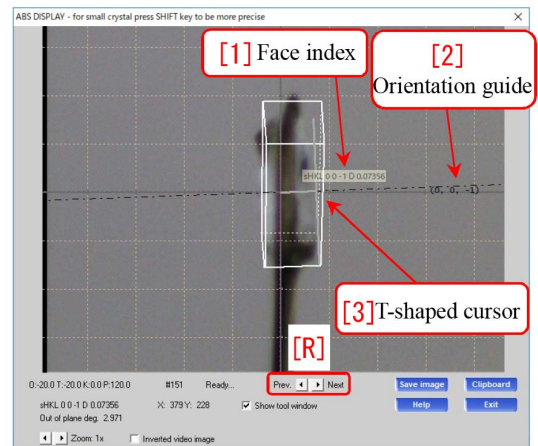 ABS DISPLAY - for small crystal press SHIFT key to be more precise
[1] Face index
[2]
Orientation guide
sHKL 0 0 -1 D 0.07356
(0, 0, -1)
[3] T-shaped cursor
[R]
O:-20.0 T:-20.0 K:0.0 P:120.0 #151 Ready... Prev. Next Save image Clipboard
sHKL 0 0 -1 D 0.07356 X: 379 Y: 228 Show tool window Help Exit
Out of plane deg. 2.971
Zoom: 1x Inverted video image